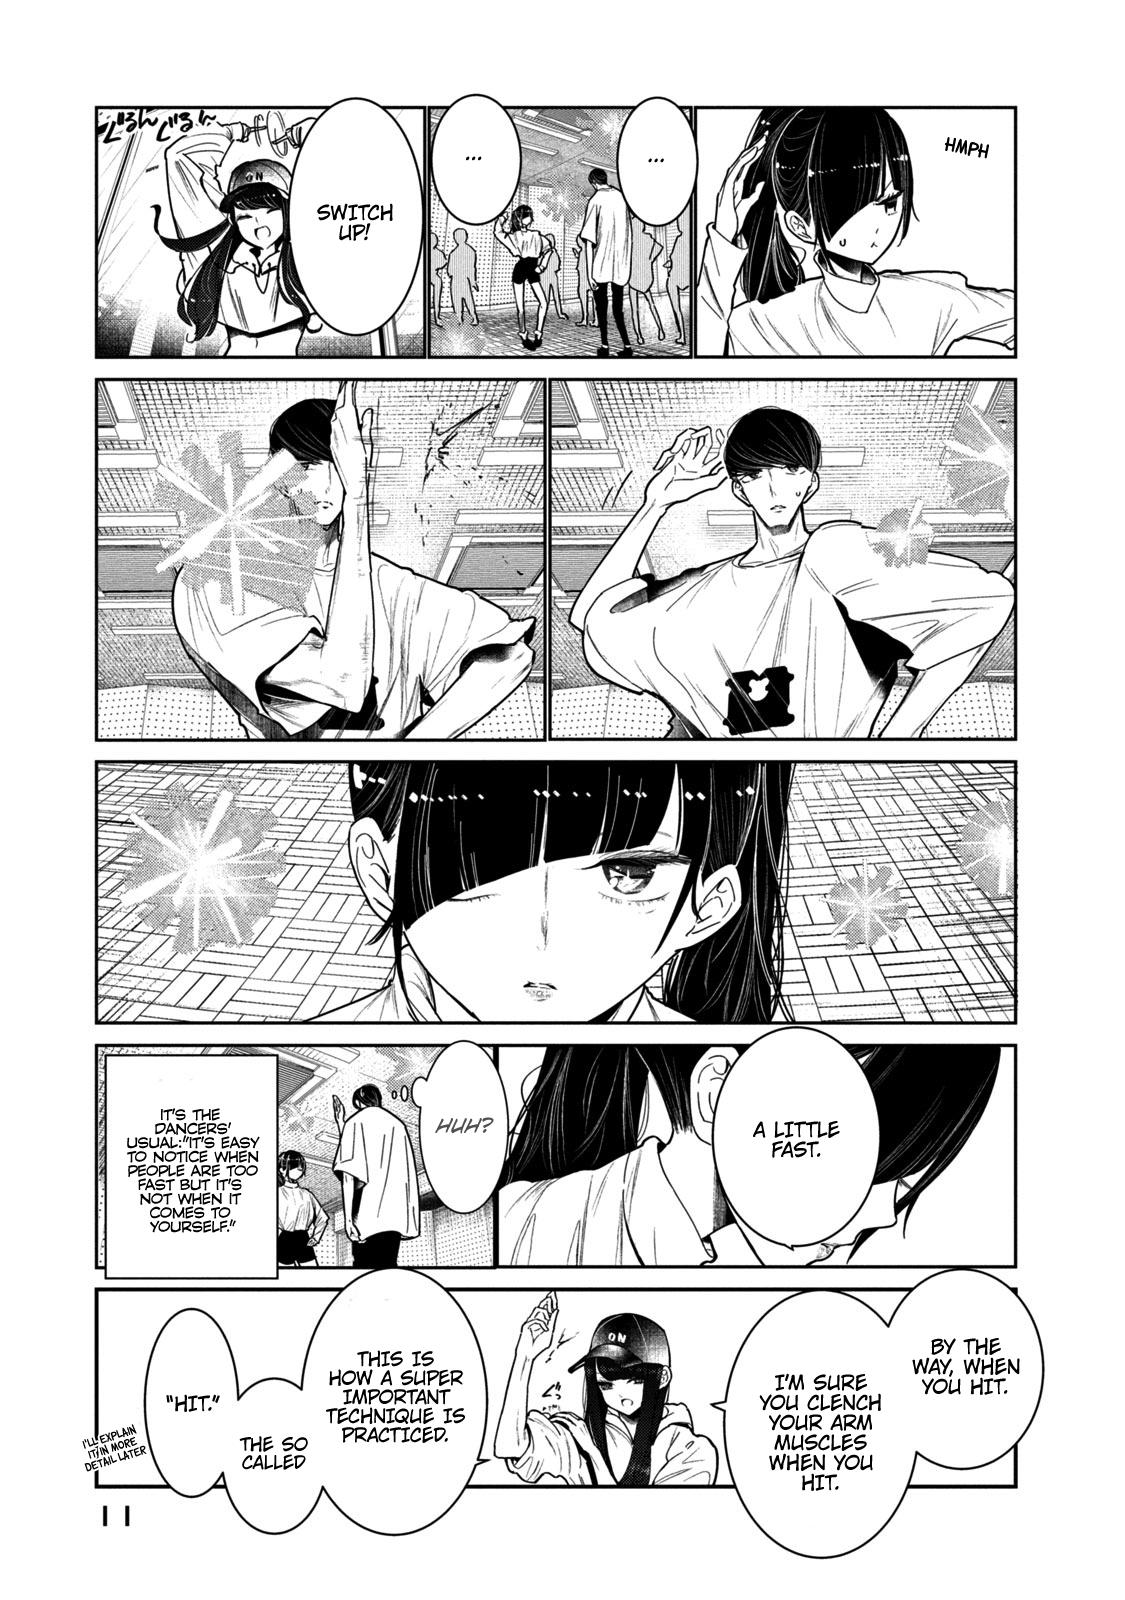 HMPH
...
...
SWITCH
UP!
ぐるん ぐるん
ON
A LITTLE
FAST.
HUH?
IT'S THE
DANCERS'
USUAL:"IT'S EASY
TO NOTICE WHEN
PEOPLE ARE TOO
FAST BUT IT'S
NOT WHEN IT
COMES TO
YOURSELF."
BY THE
WAY, WHEN
YOU HIT.
I'M SURE
YOU CLENCH
YOUR ARM
MUSCLES
WHEN YOU
HIT.
ON
THIS IS
HOW A SUPER
IMPORTANT
TECHNIQUE IS
PRACTICED.
THE SO
CALLED
"HIT."
I'LL EXPLAIN
IT IN MORE
DETAIL LATER
11